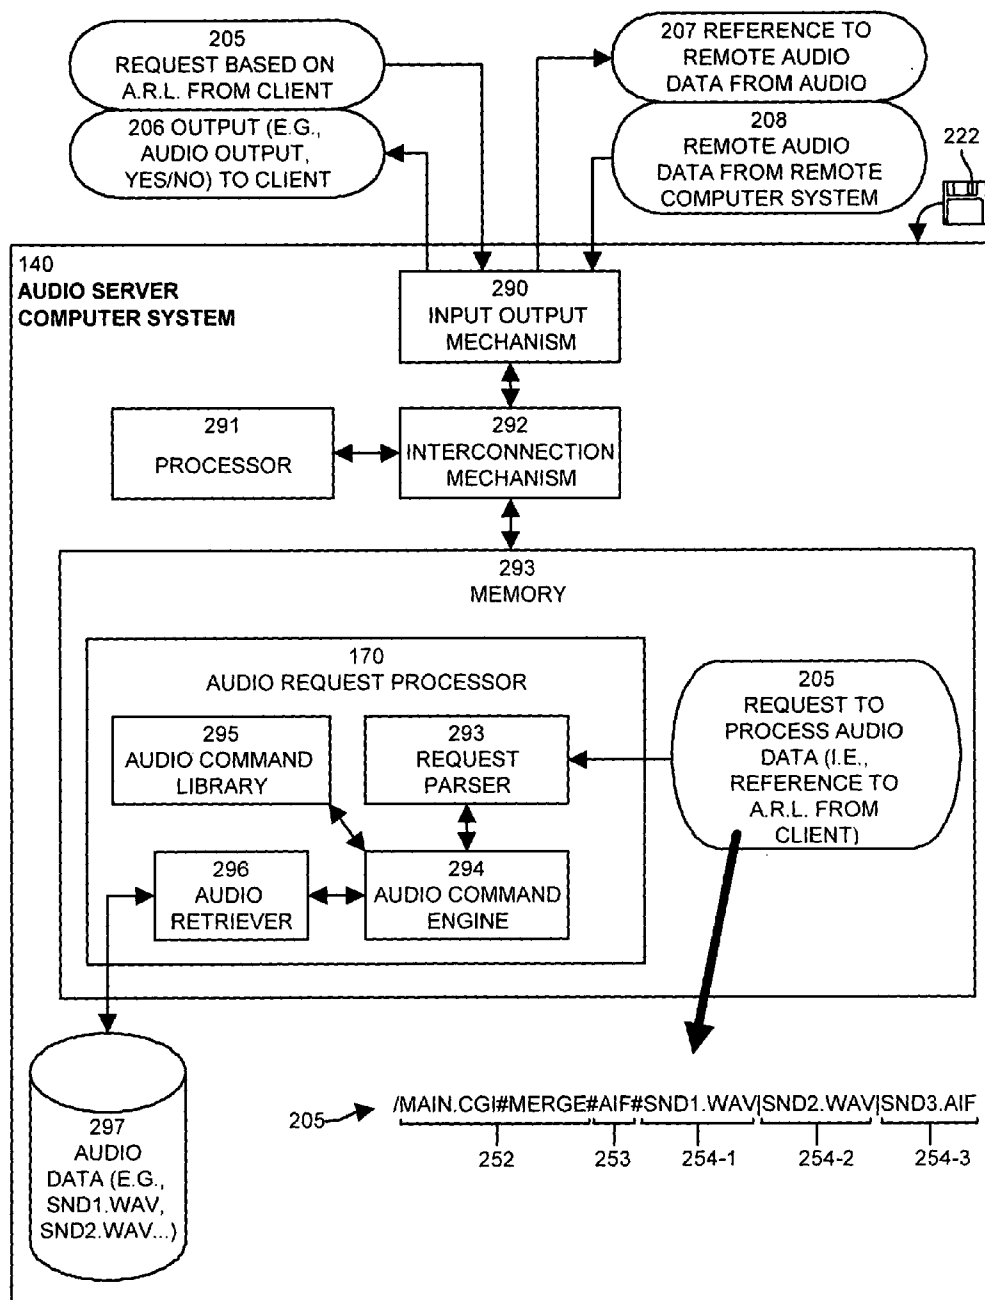 205
REQUEST BASED ON
A.R.L. FROM CLIENT
206 OUTPUT (E.G.,
AUDIO OUTPUT,
YES/NO) TO CLIENT
207 REFERENCE TO
REMOTE AUDIO
DATA FROM AUDIO
208
REMOTE AUDIO
DATA FROM REMOTE
COMPUTER SYSTEM
222
140
AUDIO SERVER
COMPUTER SYSTEM
290
INPUT OUTPUT
MECHANISM
291
PROCESSOR
292
INTERCONNECTION
MECHANISM
293
MEMORY
170
AUDIO REQUEST PROCESSOR
295
AUDIO COMMAND
LIBRARY
293
REQUEST
PARSER
296
AUDIO
RETRIEVER
294
AUDIO COMMAND
ENGINE
205
REQUEST TO
PROCESS AUDIO
DATA (I.E.,
REFERENCE TO
A.R.L. FROM
CLIENT)
297
AUDIO
DATA (E.G.,
SND1.WAV,
SND2.WAV...)
205
/MAIN.CGI#MERGE#AIF#SND1.WAV|SND2.WAV|SND3.AIF
252 253 254-1 254-2 254-3